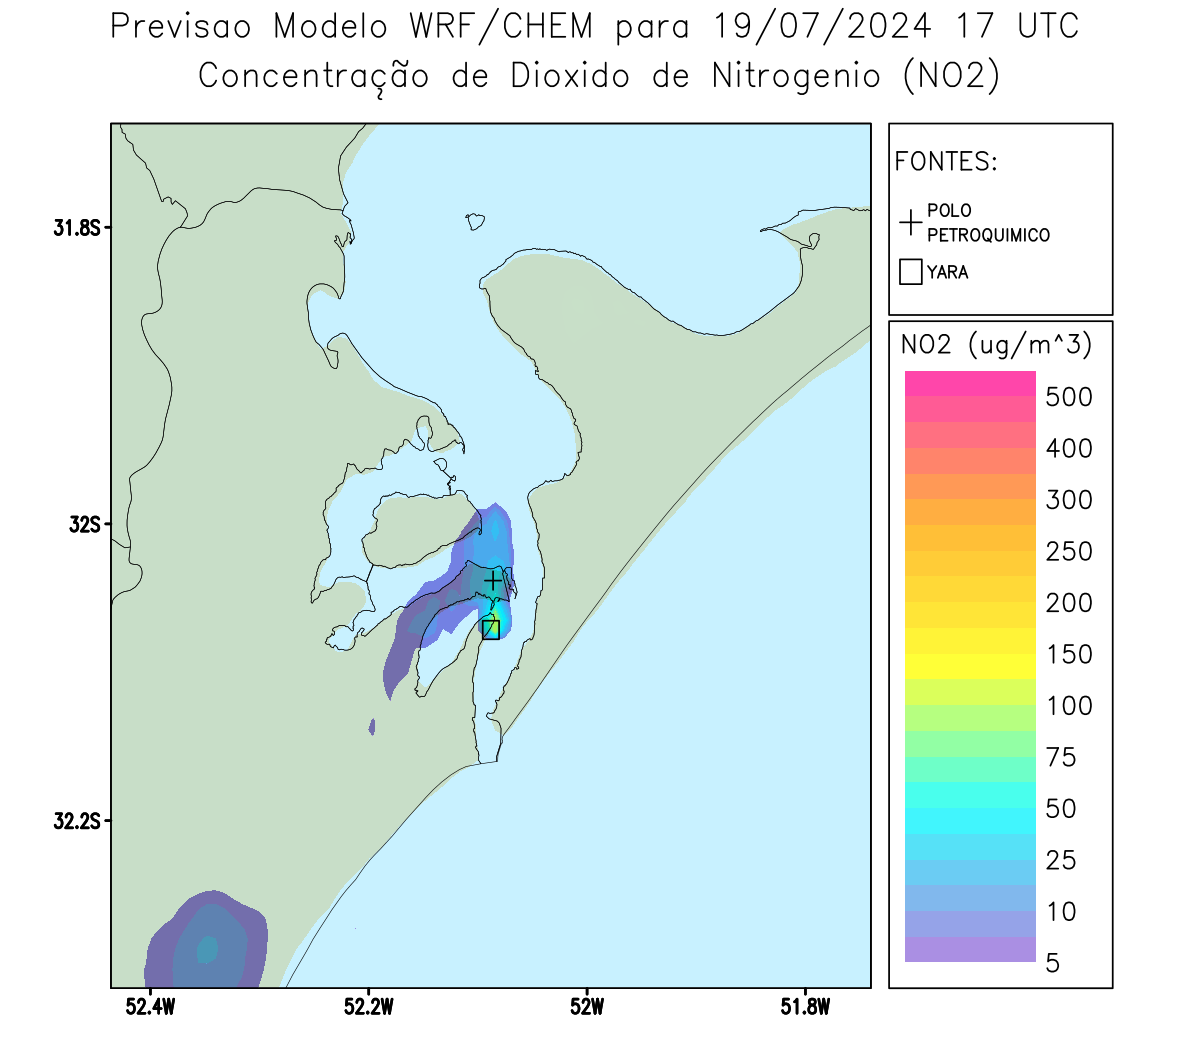 Previsao Modelo WRF/CHEM para 19/07/2024 17 UTC
Concentração de Dioxido de Nitrogenio (NO2)
FONTES:
POLO
PETROQUIMICO
YARA
NO2 (ug/m^3)
500
400
300
250
200
150
100
75
50
25
10
5
31.8S
32S
32.2S
52.4W
52.2W
52W
51.8W